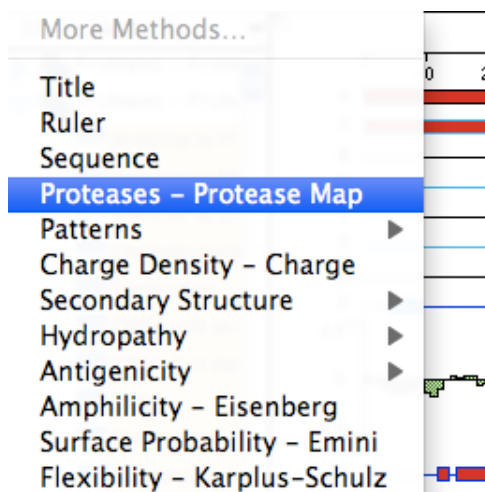 More Methods...
Title
Ruler
Sequence
Proteases – Protease Map
Patterns
Charge Density – Charge
Secondary Structure
Hydropathy
Antigenicity
Amphilicity – Eisenberg
Surface Probability – Emini
Flexibility – Karplus-Schulz
0